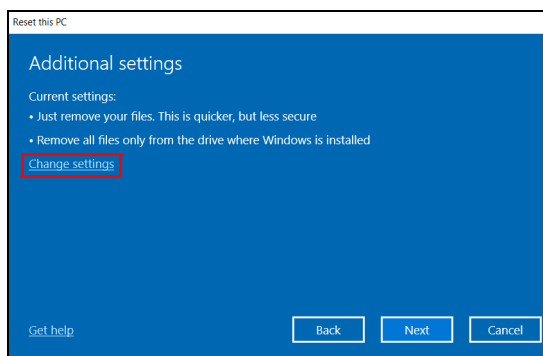 Reset this PC
Additional settings
Current settings:
• Just remove your files. This is quicker, but less secure
• Remove all files only from the drive where Windows is installed
Change settings
Get help
Back
Next
Cancel